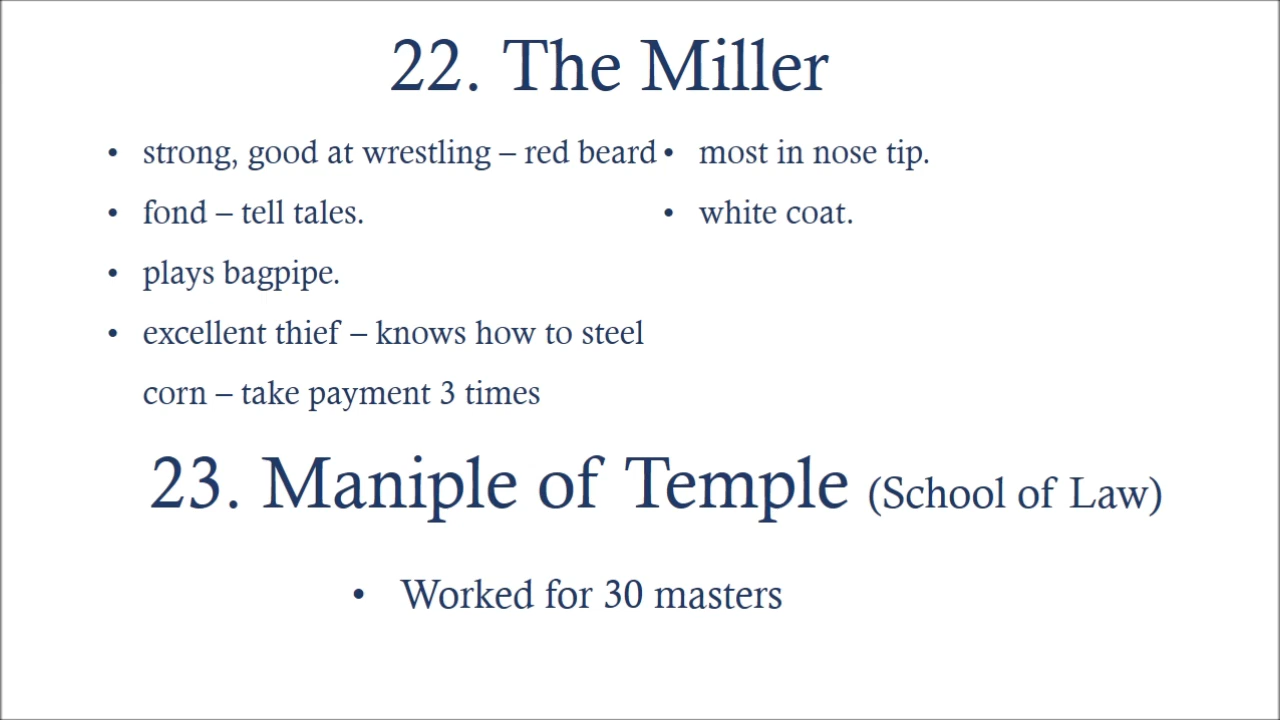 22. The Miller
• strong, good at wrestling – red beard
• fond – tell tales.
• plays bagpipe.
• excellent thief – knows how to steel
corn – take payment 3 times
• most in nose tip.
• white coat.
23. Maniple of Temple (School of Law)
• Worked for 30 masters